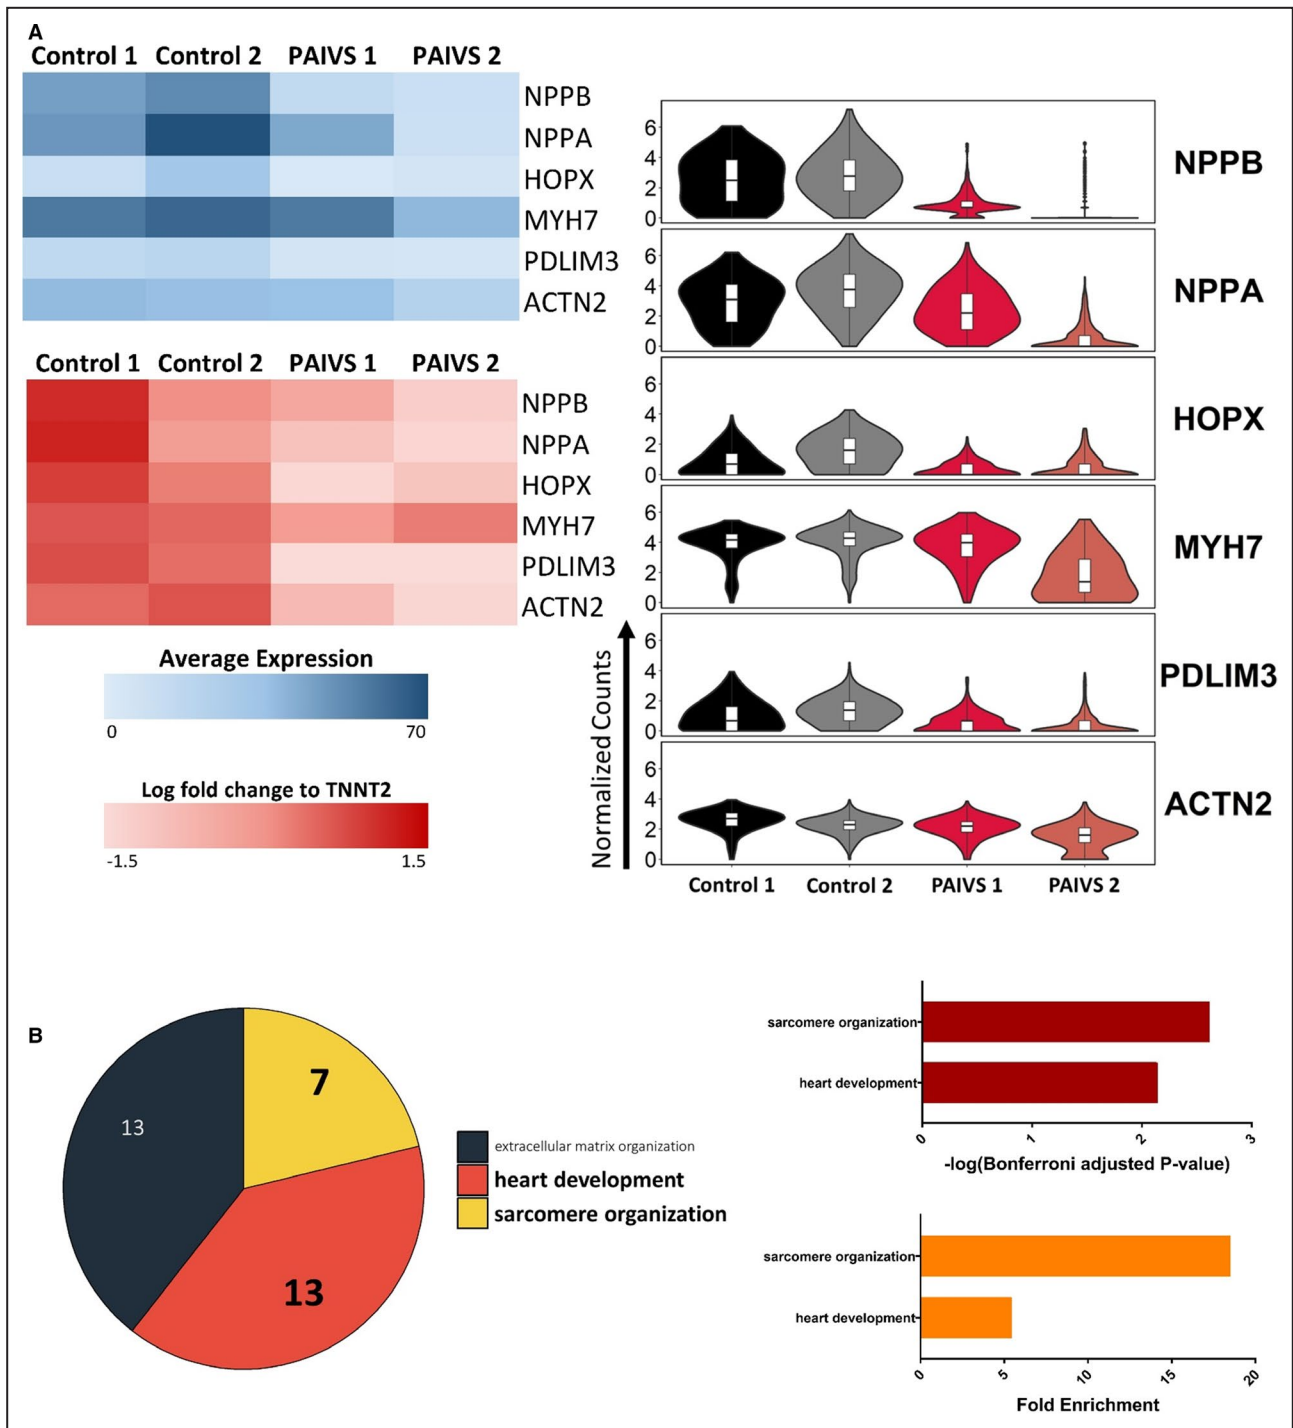 A
Control 1 Control 2 PAIVS 1 PAIVS 2
NPPB
NPPA
HOPX
MYH7
PDLIM3
ACTN2
Control 1 Control 2 PAIVS 1 PAIVS 2
NPPB
NPPA
HOPX
MYH7
PDLIM3
ACTN2
Average Expression
0 70
Log fold change to TNNT2
-1.5 1.5
Normalized Counts
6
4
2
0
NPPB
6
4
2
0
NPPA
6
4
2
0
HOPX
6
4
2
0
MYH7
6
4
2
0
PDLIM3
6
4
2
0
ACTN2
Control 1 Control 2 PAIVS 1 PAIVS 2
B
13
7
13
extracellular matrix organization
heart development
sarcomere organization
sarcomere organization
heart development
0 1 2 3
-log(Bonferroni adjusted P-value)
sarcomere organization
heart development
0 5 10 15 20
Fold Enrichment